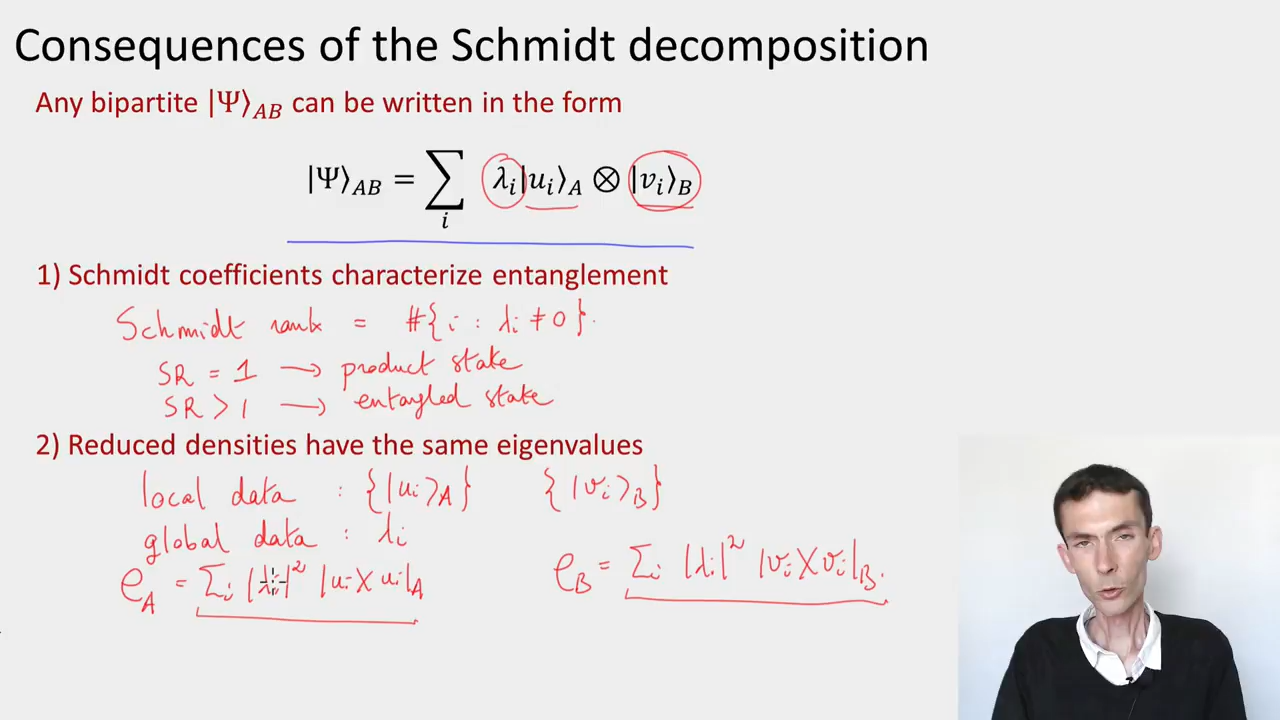 Consequences of the Schmidt decomposition
Any bipartite |Ψ⟩_AB can be written in the form
|Ψ⟩_AB = ∑_i λ_i|u_i⟩_A ⊗ |v_i⟩_B
1) Schmidt coefficients characterize entanglement
Schmidt rank = #{i : λ_i ≠ 0}.
SR = 1 → product state
SR > 1 → entangled state
2) Reduced densities have the same eigenvalues
local data : {|u_i⟩_A} {|v_i⟩_B}
global data : λ_i
ρ_A = ∑_i |λ_i|² |u_i⟩⟨u_i|_A ρ_B = ∑_i |λ_i|² |v_i⟩⟨v_i|_B.